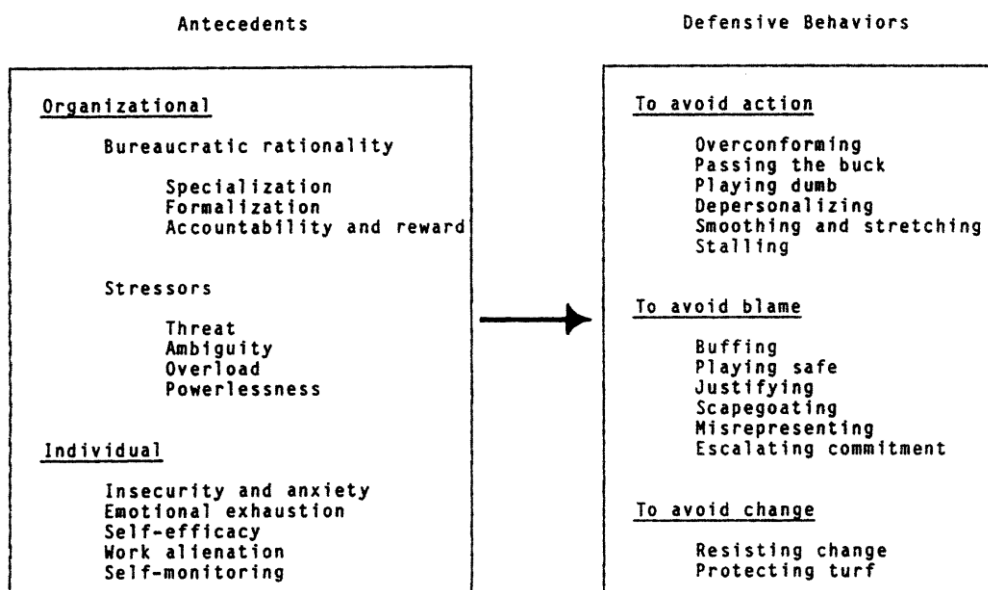 Antecedents
Organizational
Bureaucratic rationality
Specialization
Formalization
Accountability and reward
Stressors
Threat
Ambiguity
Overload
Powerlessness
Individual
Insecurity and anxiety
Emotional exhaustion
Self-efficacy
Work alienation
Self-monitoring
Defensive Behaviors
To avoid action
Overconforming
Passing the buck
Playing dumb
Depersonalizing
Smoothing and stretching
Stalling
To avoid blame
Buffing
Playing safe
Justifying
Scapegoating
Misrepresenting
Escalating commitment
To avoid change
Resisting change
Protecting turf